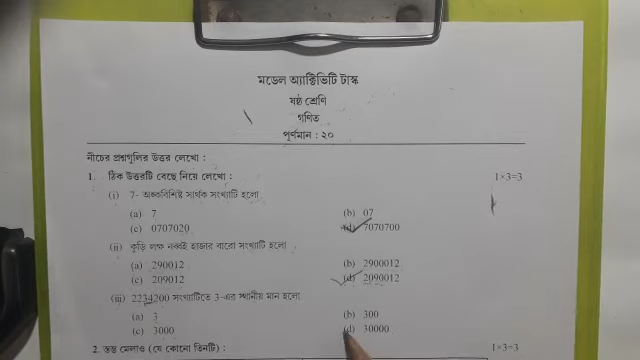 মডেল অ্যাক্টিভিটি টাস্ক
ষষ্ঠ শ্রেণি
গণিত
পূর্ণমান : ২০
নীচের প্রশ্নগুলির উত্তর লেখো :
1. ঠিক উত্তরটি বেছে নিয়ে লেখো : 1×3=3
(i) 7- অঙ্কবিশিষ্ট সার্থক সংখ্যাটি হলো
(a) 7 (b) 07
(c) 0707020 (d) 7070700
(ii) কুড়ি লক্ষ নব্বই হাজার বারো সংখ্যাটি হলো
(a) 290012 (b) 2900012
(c) 209012 (d) 2090012
(iii) 2234200 সংখ্যাটিতে 3-এর স্থানীয় মান হলো
(a) 3 (b) 300
(c) 3000 (d) 30000
2. স্তম্ভ মেলাও (যে কোনো তিনটি) : 1×3=3